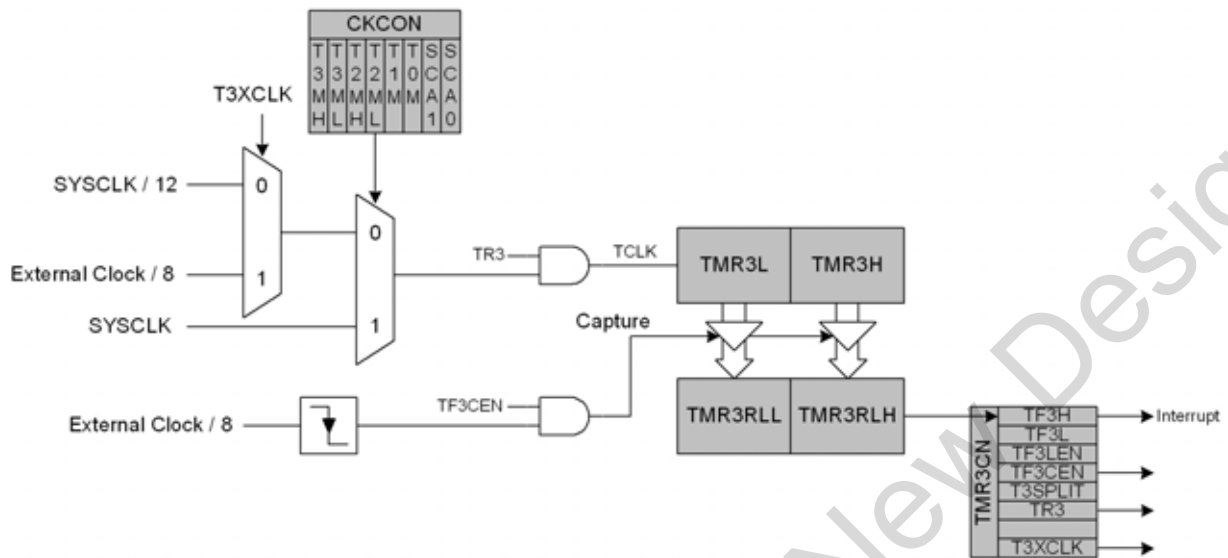 CKCON
T3MH T3ML T2MH T2ML T1M T0M SCA1 SCA0
T3XCLK
SYSCLK / 12
0
External Clock / 8
1
SYSCLK
0
1
TR3
TCLK
TMR3L TMR3H
Capture
External Clock / 8
TF3CEN
TMR3RLL TMR3RLH
TMR3CN
TF3H
Interrupt
TF3L
TF3LEN
TF3CEN
T3SPLIT
TR3
T3XCLK
New Desig